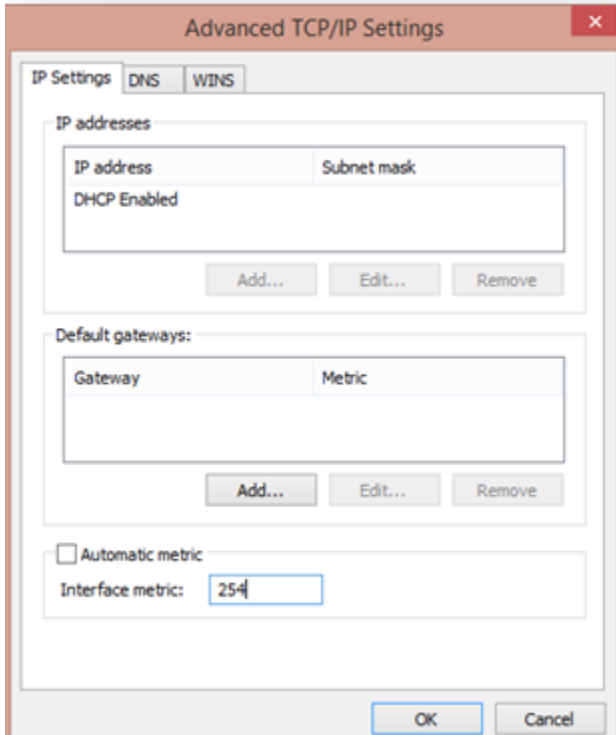 Advanced TCP/IP Settings
IP Settings DNS WINS
IP addresses
IP address Subnet mask
DHCP Enabled
Add... Edit... Remove
Default gateways:
Gateway Metric
Add... Edit... Remove
Automatic metric
Interface metric: 254
OK Cancel